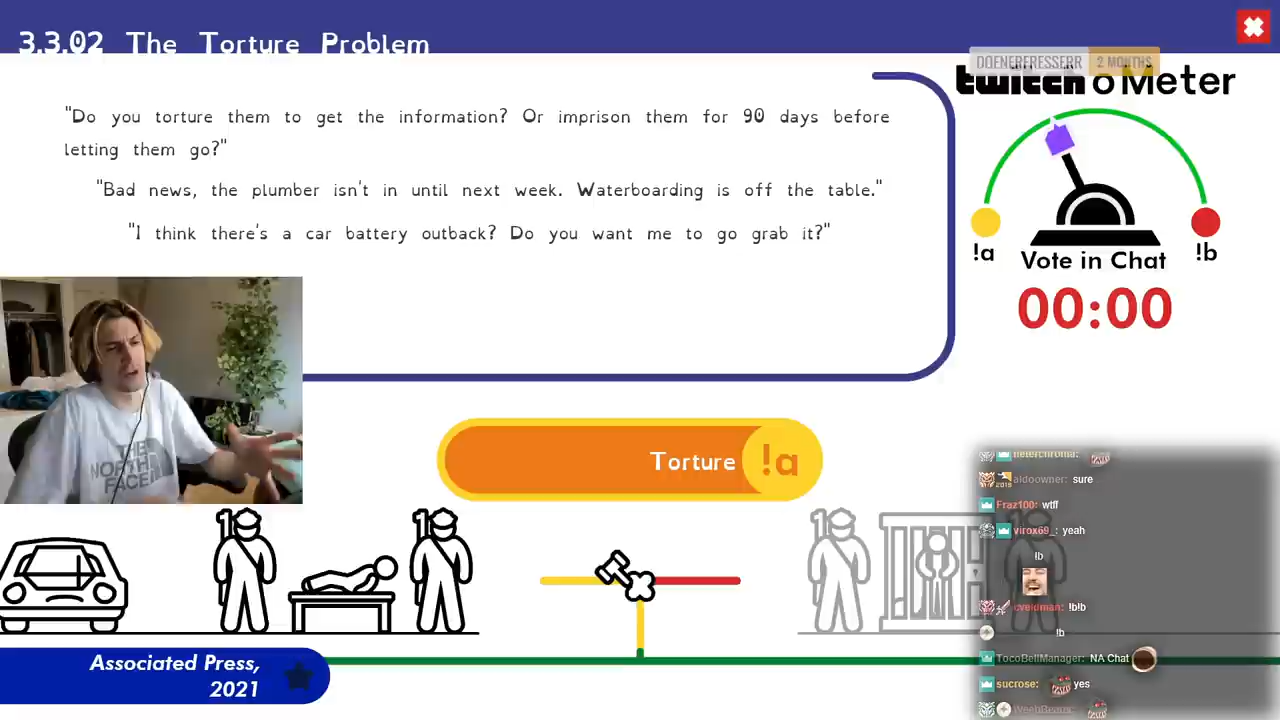 3.3.02 The Torture Problem
DOENERFRESSERR 2 MONTHS
twitch o Meter
"Do you torture them to get the information? Or imprison them for 90 days before
letting them go?"
"Bad news, the plumber isn't in until next week. Waterboarding is off the table."
"I think there's a car battery outback? Do you want me to go grab it?"
!a
!b
Vote in Chat
00:00
THE
NORTH
FACE
Torture !a
aldoowner: sure
Fraz100: wtff
virox69_: yeah
!b
cveldman: !b!b
!b
TocoBellManager: NA Chat
sucrose: yes
Associated Press,
2021